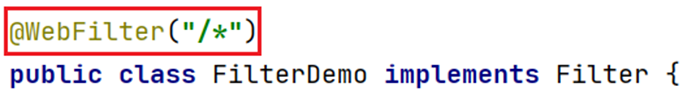 @WebFilter("/*")
public class FilterDemo implements Filter {